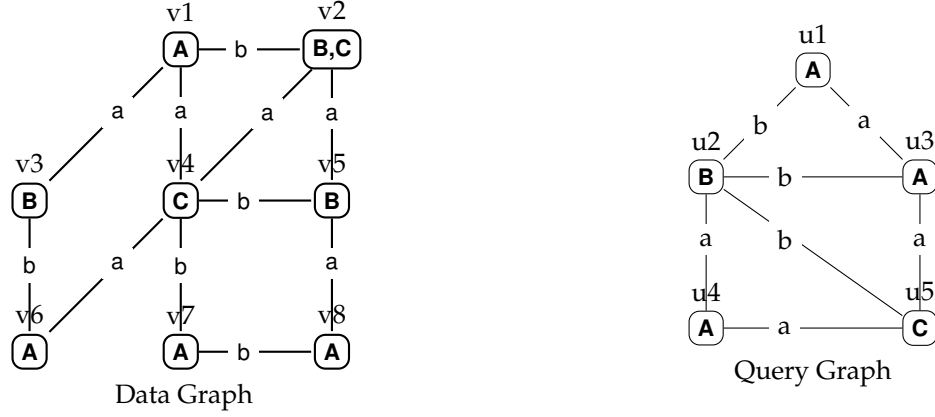 v1 v2
u1
A b B,C
A
a a a a
b a
v3 v4 v5
u2 u3
B C b B
B b A
b a b a
a b a
v6 v7 v8
u4 u5
A A b A
A a C
Data Graph
Query Graph